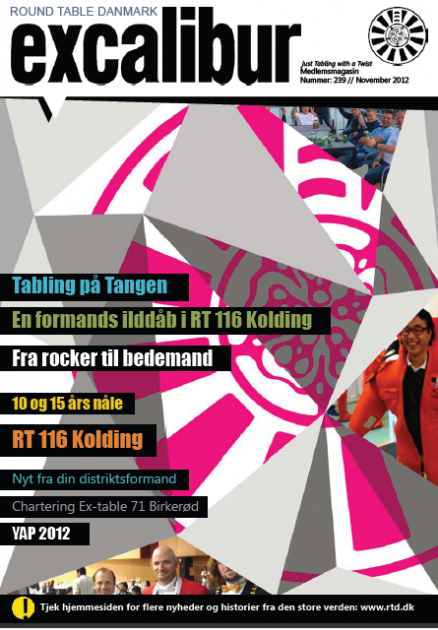 ROUND TABLE DANMARK
excalibur
Just Tabling with a Twist
Medlemsmagasin
Nummer: 239 // November 2012
Tabling på Tangen
En formands ilddåb i RT 116 Kolding
Fra rocker til bedemand
10 og 15 års nåle
RT 116 Kolding
Nyt fra din distriktsformand
Chartering Ex-table 71 Birkerød
YAP 2012
Tjek hjemmesiden for flere nyheder og historier fra den store verden: www.rtd.dk